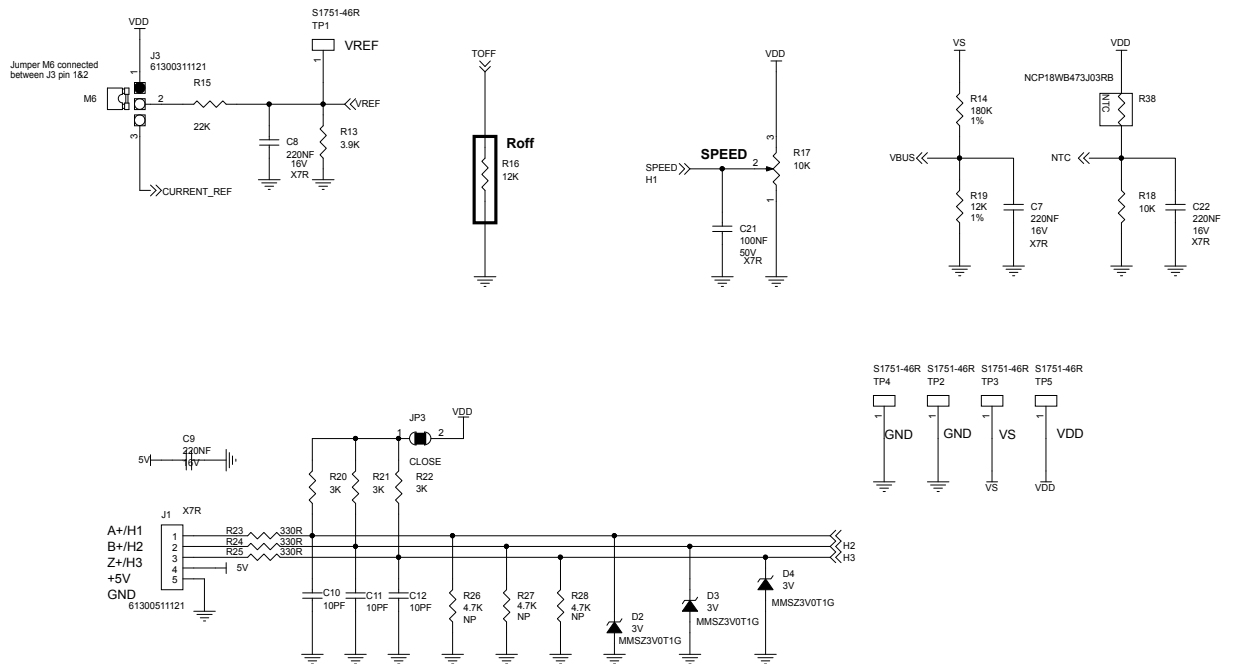 VDD
Jumper M6 connected
between J3 pin 1&2
J3
61300311121
M6
1
2
3
R15
22K
CURRENT_REF
S1751-46R
TP1
VREF
1
VREF
C8
220NF
16V
X7R
R13
3.9K
TOFF
Roff
R16
12K
VDD
SPEED
SPEED
H1
3
2
1
R17
10K
C21
100NF
50V
X7R
VS
R14
180K
1%
VBUS
R19
12K
1%
C7
220NF
16V
X7R
VDD
NCP18WB473J03RB
NTC
R38
NTC
R18
10K
C22
220NF
16V
X7R
S1751-46R
TP4
1
GND
S1751-46R
TP2
1
GND
S1751-46R
TP3
1
VS
VS
S1751-46R
TP5
1
VDD
VDD
5V
C9
220NF
16V
X7R
JP3
1
2
VDD
CLOSE
R20
3K
R21
3K
R22
3K
J1
A+/H1
B+/H2
Z+/H3
+5V
GND
1
2
3
4
5
61300511121
R23
330R
R24
330R
R25
330R
5V
H2
H3
C10
10PF
C11
10PF
C12
10PF
R26
4.7K
NP
R27
4.7K
NP
R28
4.7K
NP
D2
3V
MMSZ3V0T1G
D3
3V
MMSZ3V0T1G
D4
3V
MMSZ3V0T1G